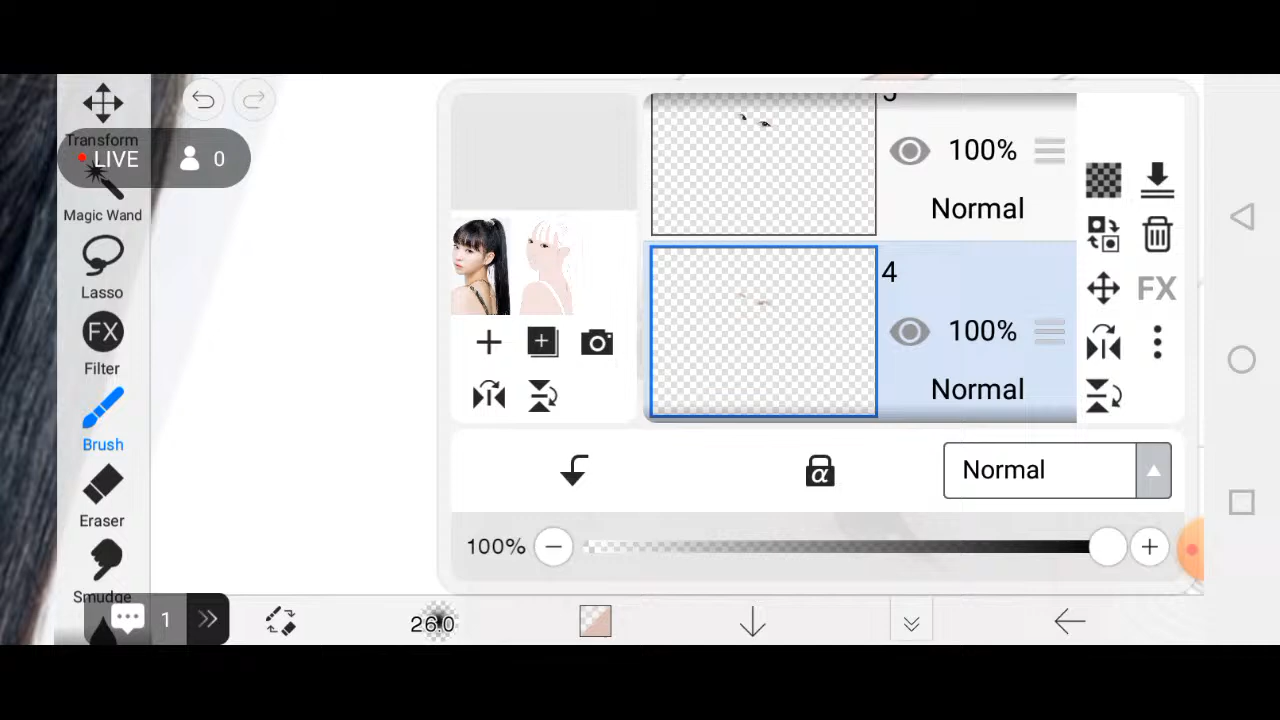 Transform
LIVE
0
Magic Wand
Lasso
FX
Filter
Brush
Eraser
Smudge
1
100%
Normal
4
100%
Normal
FX
α
Normal
100%
26.0